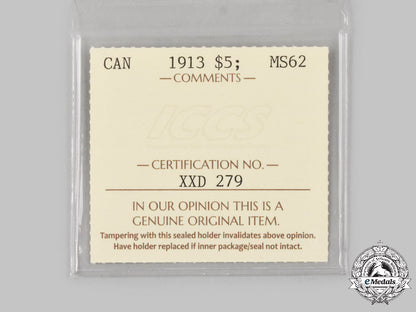 CAN 1913 $5; MS62
COMMENTS
ICCS
CERTIFICATION NO.
XXD 279
IN OUR OPINION THIS IS A
GENUINE ORIGINAL ITEM.
Tampering with this sealed holder invalidates above opinion.
Have holder replaced if inner package/seal not intact.
eMedals